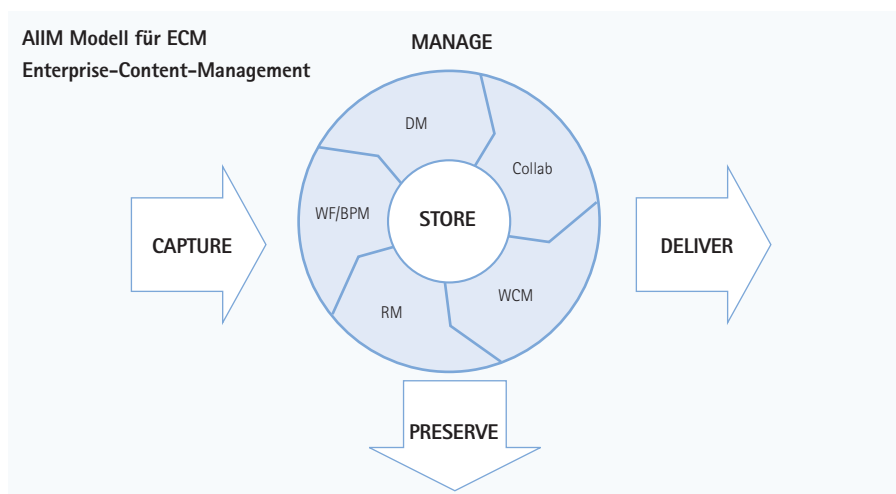 AIIM Modell für ECM
Enterprise-Content-Management
MANAGE
DM
Collab
WF/BPM
STORE
CAPTURE
DELIVER
RM
WCM
PRESERVE